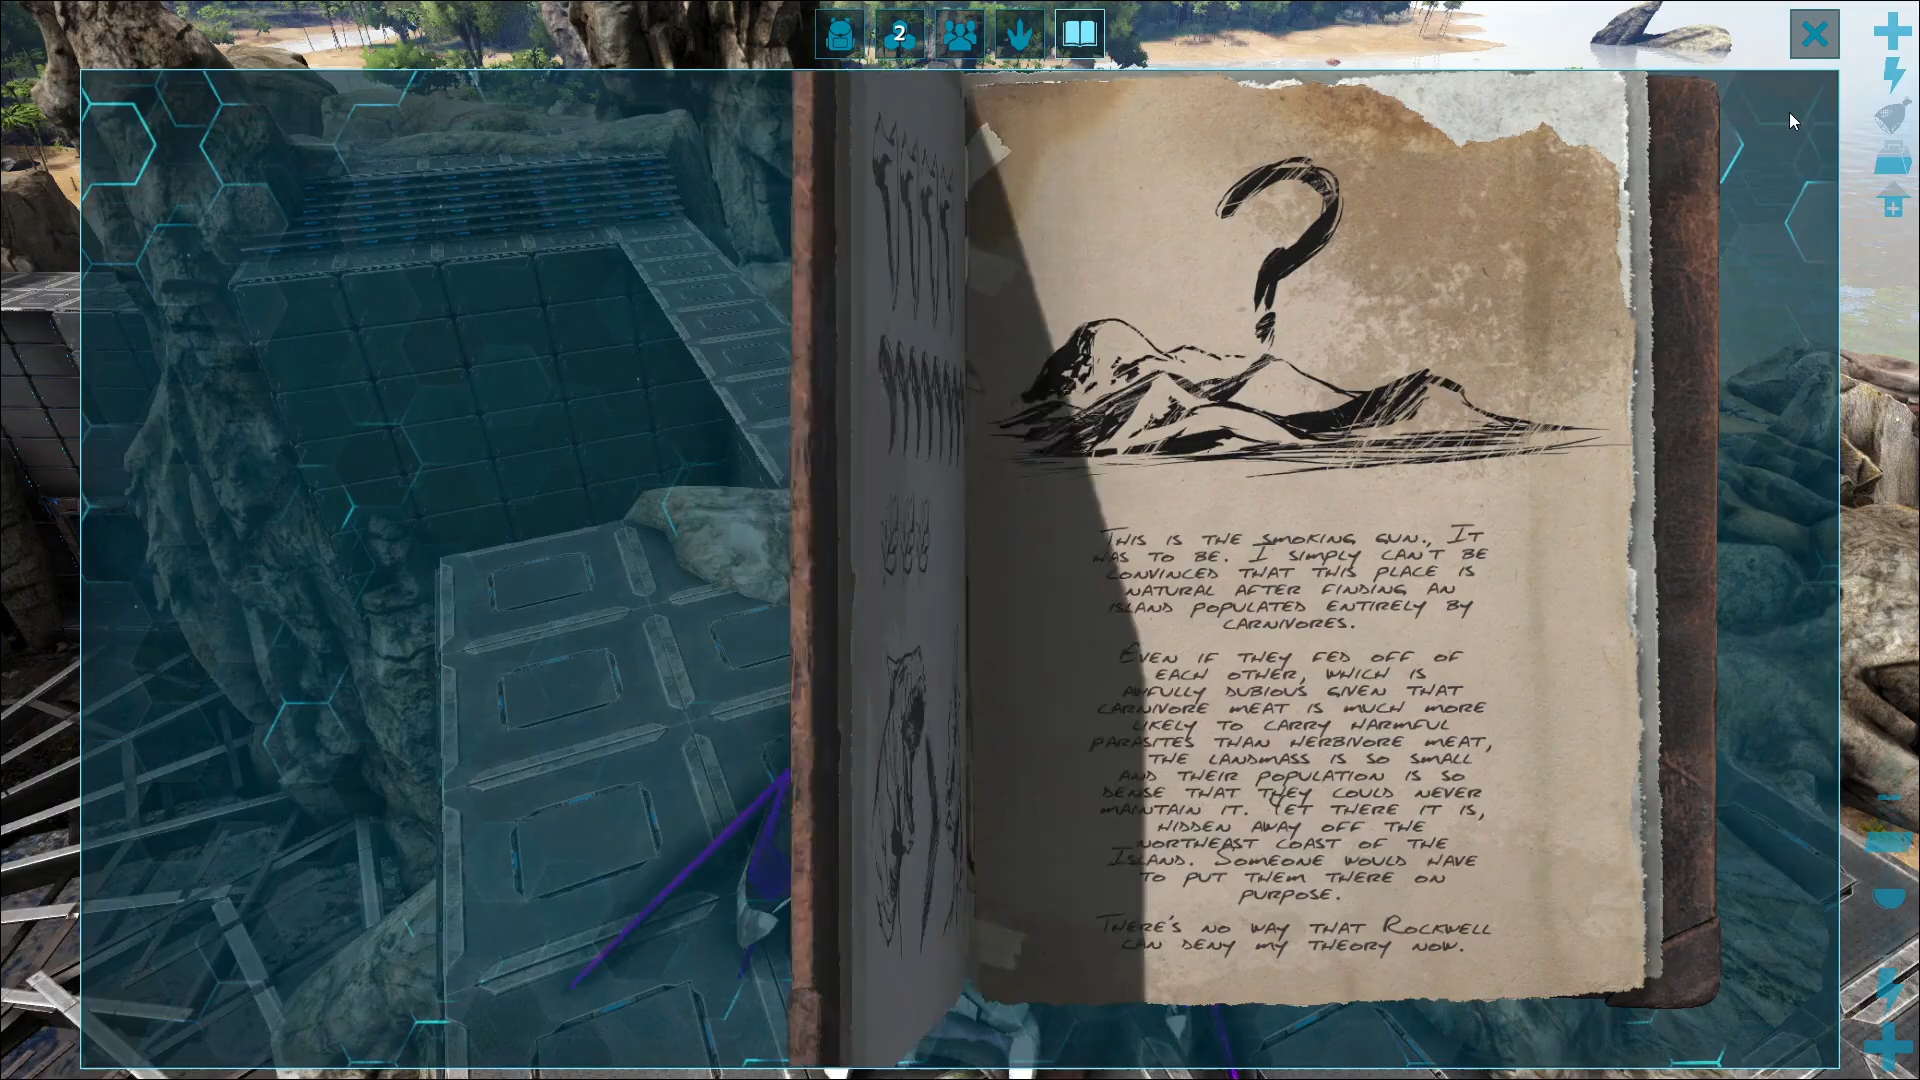 2
?
THIS IS THE SMOKING GUN., IT
HAS TO BE. I SIMPLY CAN'T BE
CONVINCED THAT THIS PLACE IS
NATURAL AFTER FINDING AN
ISLAND POPULATED ENTIRELY BY
CARNIVORES.
EVEN IF THEY FED OFF OF
EACH OTHER, WHICH IS
AWFULLY DUBIOUS GIVEN THAT
CARNIVORE MEAT IS MUCH MORE
LIKELY TO CARRY HARMFUL
PARASITES THAN HERBIVORE MEAT,
THE LANDMASS IS SO SMALL
AND THEIR POPULATION IS SO
DENSE THAT THEY COULD NEVER
MAINTAIN IT. YET THERE IT IS,
HIDDEN AWAY OFF THE
NORTHEAST COAST OF THE
ISLAND. SOMEONE WOULD HAVE
TO PUT THEM THERE ON
PURPOSE.
THERE'S NO WAY THAT ROCKWELL
CAN DENY MY THEORY NOW.